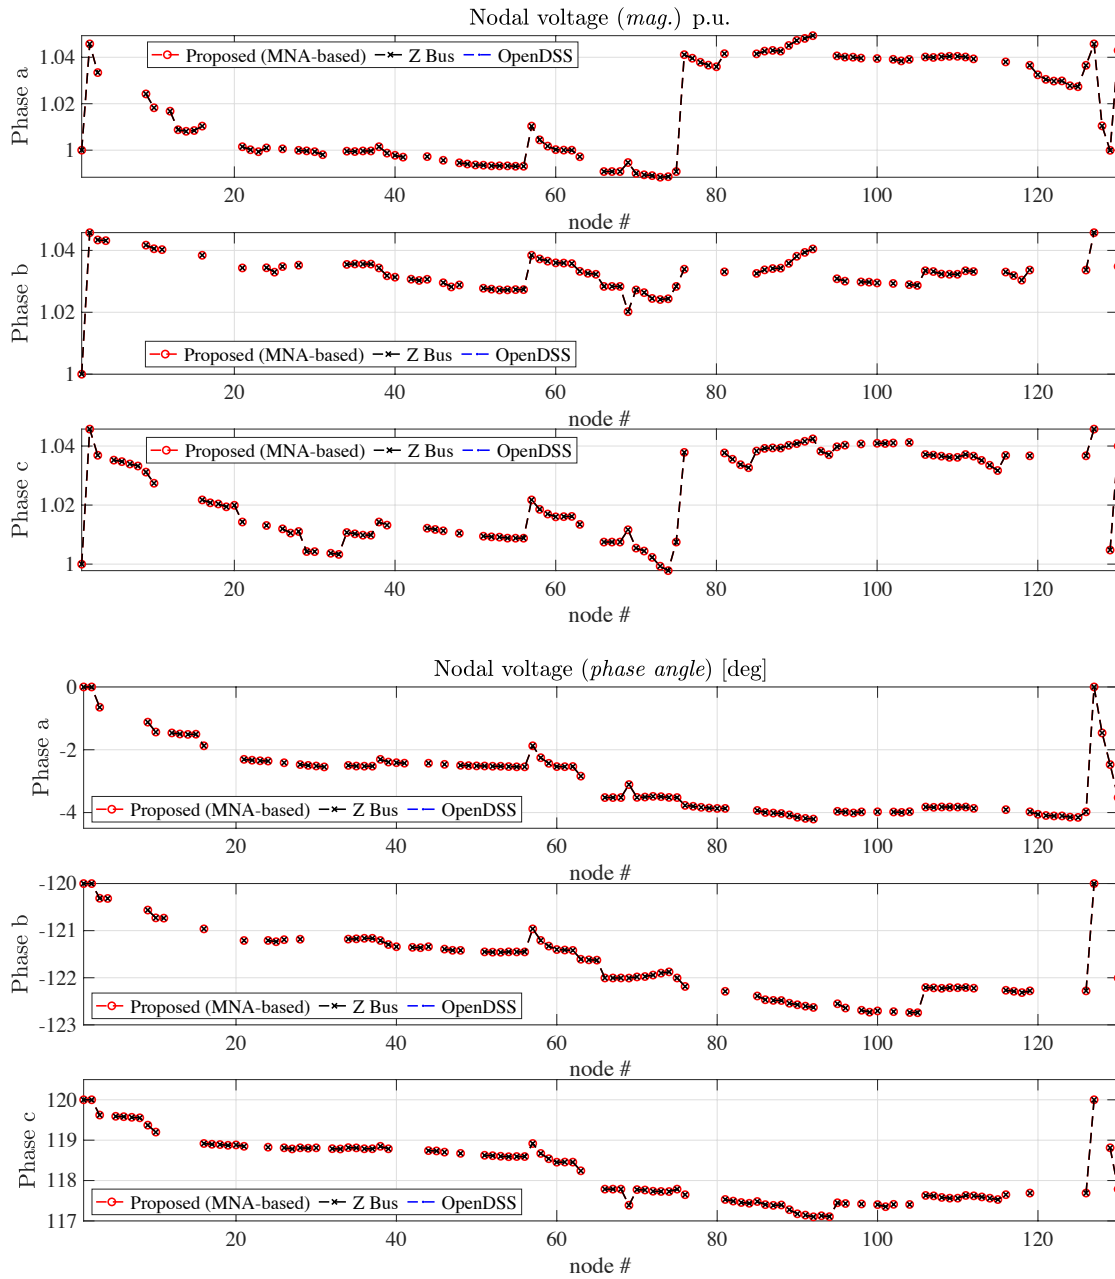 Nodal voltage (mag.) p.u.
Phase a
1.04
1.02
1
Proposed (MNA-based) Z Bus OpenDSS
20 40 60 80 100 120
node #
Phase b
1.04
1.02
1
Proposed (MNA-based) Z Bus OpenDSS
20 40 60 80 100 120
node #
Phase c
1.04
1.02
1
Proposed (MNA-based) Z Bus OpenDSS
20 40 60 80 100 120
node #
Nodal voltage (phase angle) [deg]
Phase a
0
-2
-4
Proposed (MNA-based) Z Bus OpenDSS
20 40 60 80 100 120
node #
Phase b
-120
-121
-122
-123
Proposed (MNA-based) Z Bus OpenDSS
20 40 60 80 100 120
node #
Phase c
120
119
118
117
Proposed (MNA-based) Z Bus OpenDSS
20 40 60 80 100 120
node #